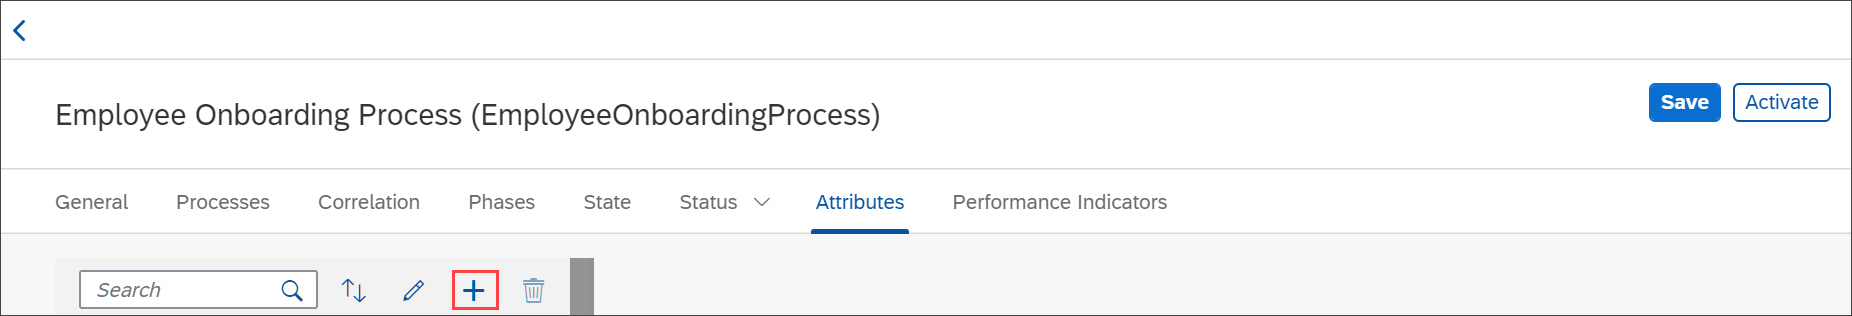 Employee Onboarding Process (EmployeeOnboardingProcess)
Save Activate
General Processes Correlation Phases State Status Attributes Performance Indicators
Search